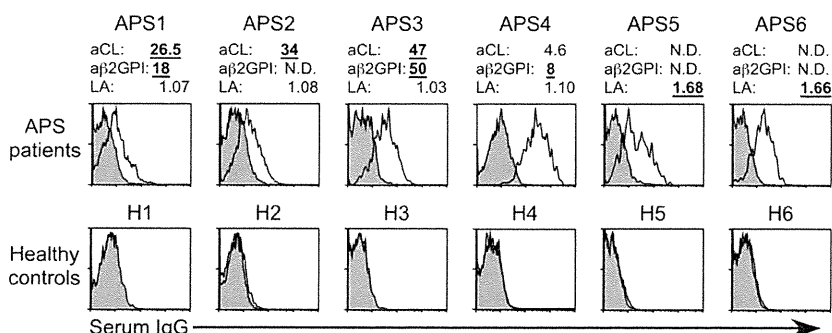 APS1 APS2 APS3 APS4 APS5 APS6
aCL: 26.5 aCL: 34 aCL: 47 aCL: 4.6 aCL: N.D. aCL: N.D.
aβ2GPI: 18 aβ2GPI: N.D. aβ2GPI: 50 aβ2GPI: 8 aβ2GPI: N.D. aβ2GPI: N.D.
LA: 1.07 LA: 1.08 LA: 1.03 LA: 1.10 LA: 1.68 LA: 1.66
APS
patients
H1 H2 H3 H4 H5 H6
Healthy
controls
Serum IgG